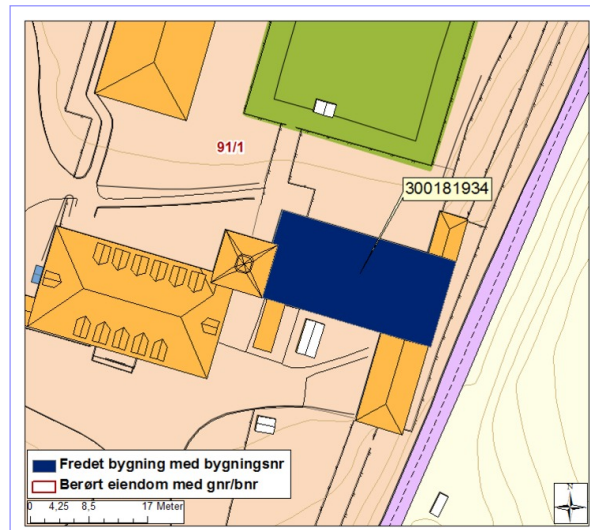 91/1
300181934
Fredet bygning med bygningsnr
Berørt eiendom med gnr/bnr
0 4,25 8,5 17 Meter